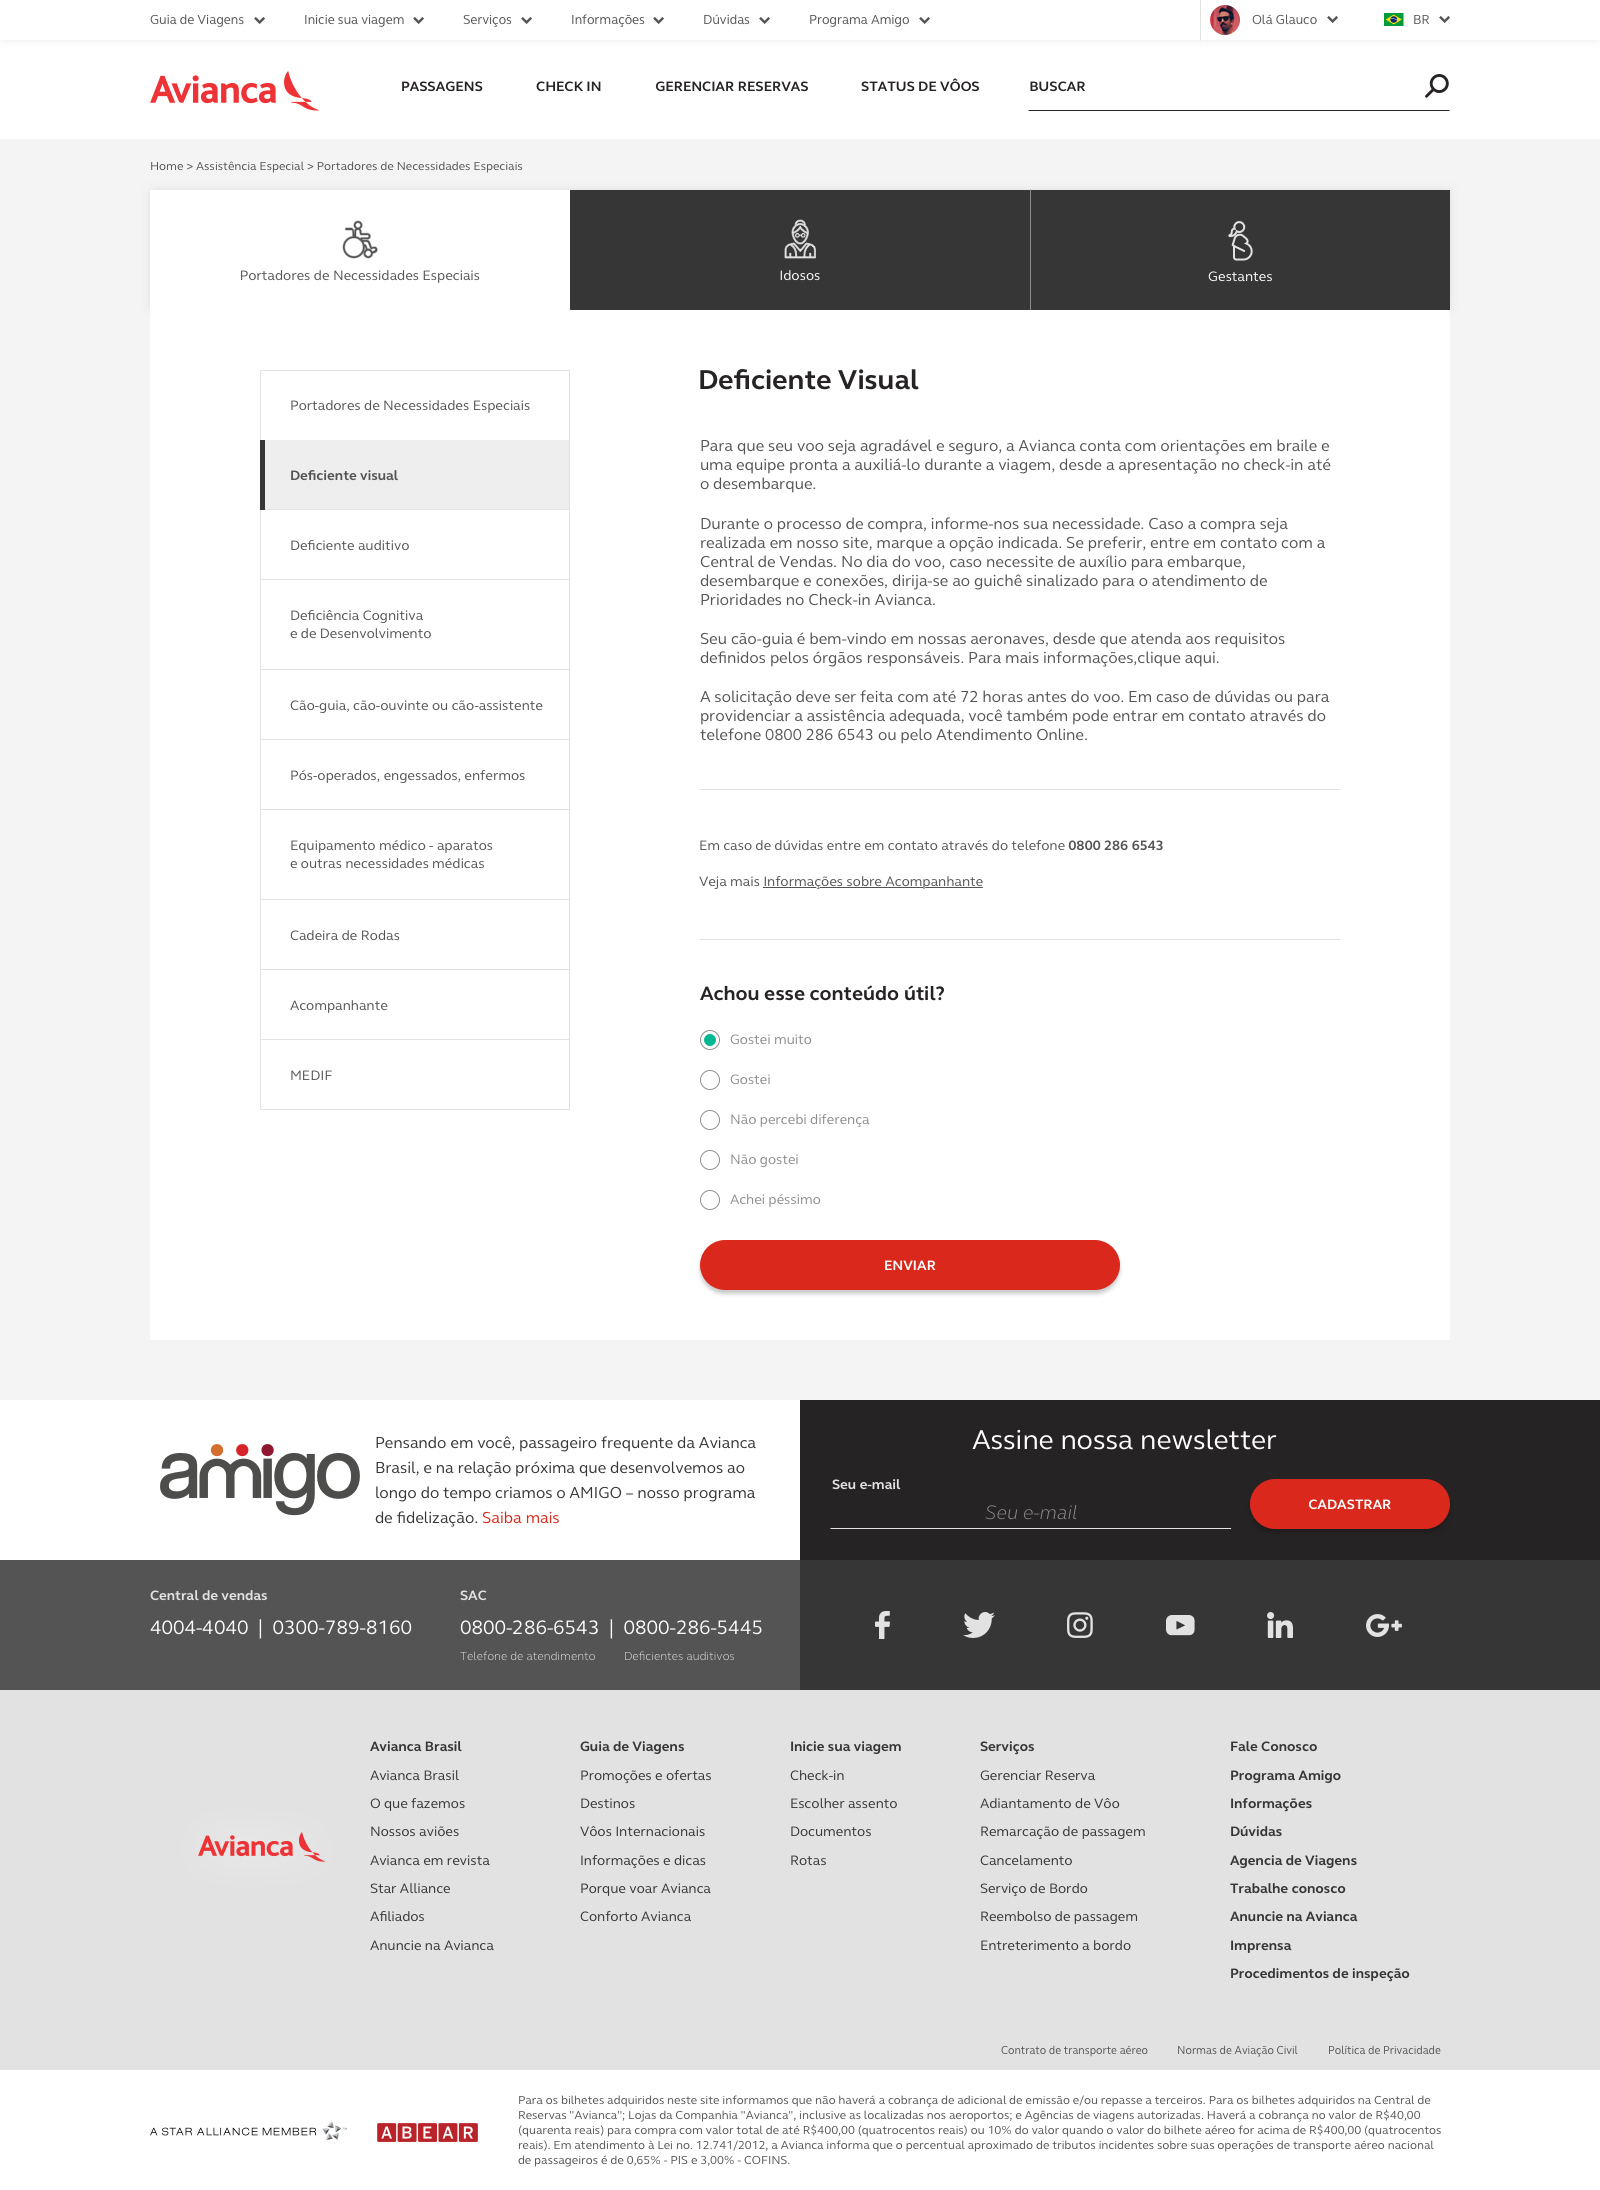 Guia de Viagens
Inicie sua viagem
Serviços
Informações
Dúvidas
Programa Amigo
Olá Glauco
BR
Avianca
PASSAGENS
CHECK IN
GERENCIAR RESERVAS
STATUS DE VÔOS
BUSCAR
Home > Assistência Especial > Portadores de Necessidades Especiais
Portadores de Necessidades Especiais
Idosos
Gestantes
Portadores de Necessidades Especiais
Deficiente visual
Deficiente auditivo
Deficiência Cognitiva
e de Desenvolvimento
Cão-guia, cão-ouvinte ou cão-assistente
Pós-operados, engessados, enfermos
Equipamento médico - aparatos
e outras necessidades médicas
Cadeira de Rodas
Acompanhante
MEDIF
Deficiente Visual
Para que seu voo seja agradável e seguro, a Avianca conta com orientações em braile e
uma equipe pronta a auxiliá-lo durante a viagem, desde a apresentação no check-in até
o desembarque.
Durante o processo de compra, informe-nos sua necessidade. Caso a compra seja
realizada em nosso site, marque a opção indicada. Se preferir, entre em contato com a
Central de Vendas. No dia do voo, caso necessite de auxílio para embarque,
desembarque e conexões, dirija-se ao guichê sinalizado para o atendimento de
Prioridades no Check-in Avianca.
Seu cão-guia é bem-vindo em nossas aeronaves, desde que atenda aos requisitos
definidos pelos órgãos responsáveis. Para mais informações,clique aqui.
A solicitação deve ser feita com até 72 horas antes do voo. Em caso de dúvidas ou para
providenciar a assistência adequada, você também pode entrar em contato através do
telefone 0800 286 6543 ou pelo Atendimento Online.
Em caso de dúvidas entre em contato através do telefone 0800 286 6543
Veja mais Informações sobre Acompanhante
Achou esse conteúdo útil?
Gostei muito
Gostei
Não percebi diferença
Não gostei
Achei péssimo
ENVIAR
amigo
Pensando em você, passageiro frequente da Avianca
Brasil, e na relação próxima que desenvolvemos ao
longo do tempo criamos o AMIGO – nosso programa
de fidelização. Saiba mais
Assine nossa newsletter
Seu e-mail
Seu e-mail
CADASTRAR
Central de vendas
4004-4040 | 0300-789-8160
SAC
0800-286-6543 | 0800-286-5445
Telefone de atendimento
Deficientes auditivos
Avianca
Avianca Brasil
Avianca Brasil
O que fazemos
Nossos aviões
Avianca em revista
Star Alliance
Afiliados
Anuncie na Avianca
Guia de Viagens
Promoções e ofertas
Destinos
Vôos Internacionais
Informações e dicas
Porque voar Avianca
Conforto Avianca
Inicie sua viagem
Check-in
Escolher assento
Documentos
Rotas
Serviços
Gerenciar Reserva
Adiantamento de Vôo
Remarcação de passagem
Cancelamento
Serviço de Bordo
Reembolso de passagem
Entreterimento a bordo
Fale Conosco
Programa Amigo
Informações
Dúvidas
Agencia de Viagens
Trabalhe conosco
Anuncie na Avianca
Imprensa
Procedimentos de inspeção
Contrato de transporte aéreo
Normas de Aviação Civil
Política de Privacidade
A STAR ALLIANCE MEMBER
ABEAR
Para os bilhetes adquiridos neste site informamos que não haverá a cobrança de adicional de emissão e/ou repasse a terceiros. Para os bilhetes adquiridos na Central de
Reservas "Avianca"; Lojas da Companhia "Avianca", inclusive as localizadas nos aeroportos; e Agências de viagens autorizadas. Haverá a cobrança no valor de R$40,00
(quarenta reais) para compra com valor total de até R$400,00 (quatrocentos reais) ou 10% do valor quando o valor do bilhete aéreo for acima de R$400,00 (quatrocentos
reais). Em atendimento à Lei no. 12.741/2012, a Avianca informa que o percentual aproximado de tributos incidentes sobre suas operações de transporte aéreo nacional
de passageiros é de 0,65% - PIS e 3,00% - COFINS.